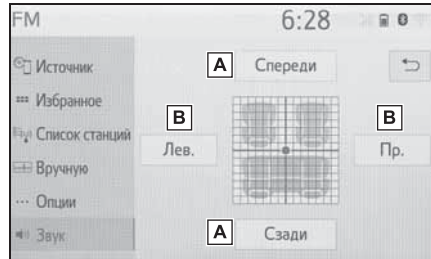 FM 6:28
Источник
Избранное
Список станций
Вручную
Опции
Звук
A Спереди
B Лев.
B Пр.
A Сзади